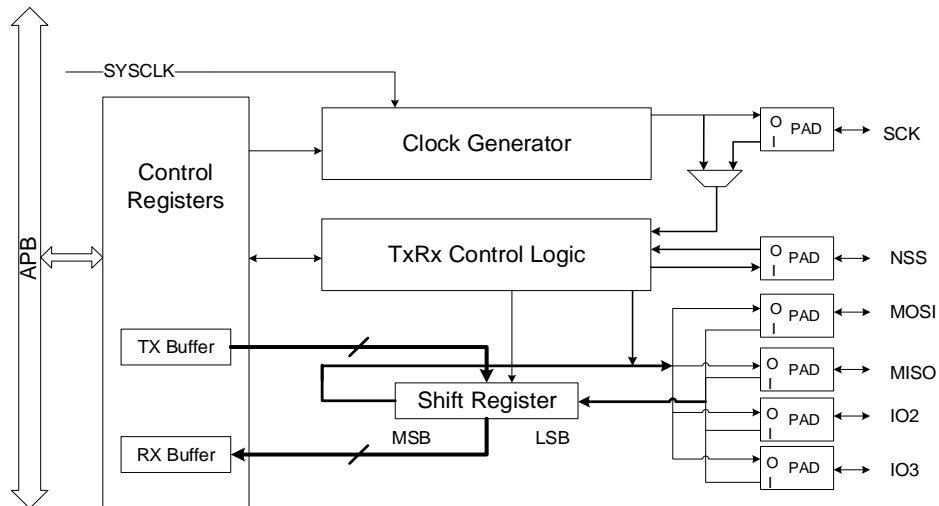 APB
SYSCLK
Control
Registers
Clock Generator
O
I
PAD
SCK
TxRx Control Logic
O
I
PAD
NSS
O
I
PAD
MOSI
TX Buffer
O
I
PAD
MISO
Shift Register
MSB
LSB
O
I
PAD
IO2
RX Buffer
O
I
PAD
IO3